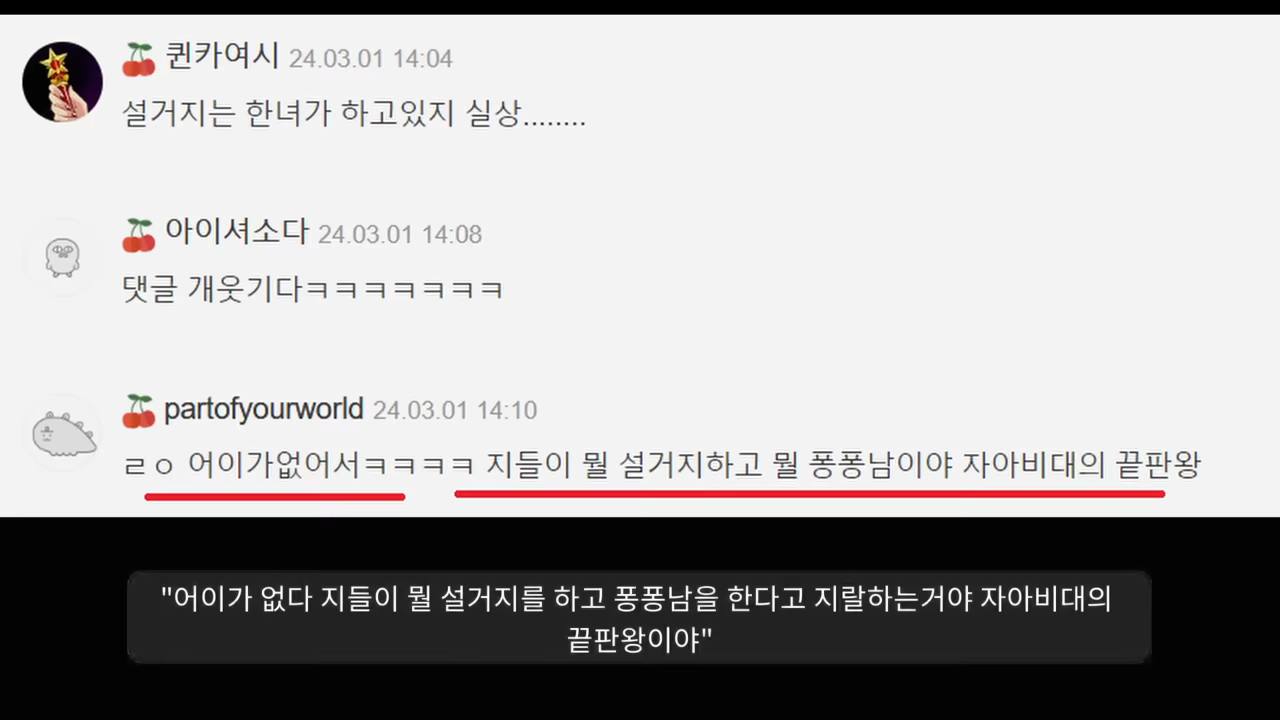 퀸카여시 24.03.01 14:04
설거지는 한녀가 하고있지 실상........
아이셔소다 24.03.01 14:08
댓글 개웃기다ㅋㅋㅋㅋㅋㅋㅋ
partofyourworld 24.03.01 14:10
ㄹㅇ 어이가없어서ㅋㅋㅋㅋ 지들이 뭘 설거지하고 뭘 퐁퐁남이야 자아비대의 끝판왕
"어이가 없다 지들이 뭘 설거지를 하고 퐁퐁남을 한다고 지랄하는거야 자아비대의
끝판왕이야"